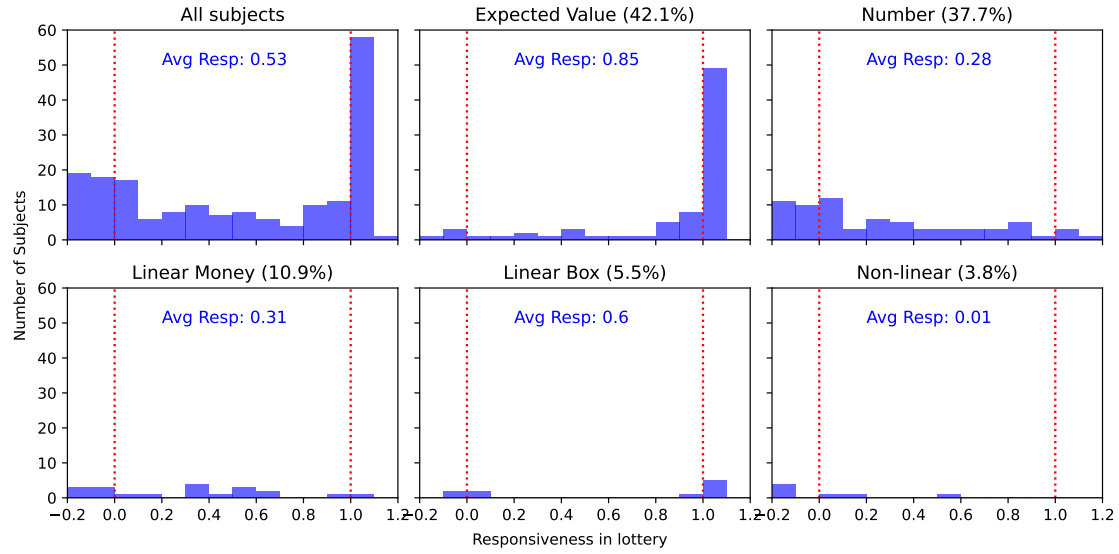 All subjects
Expected Value (42.1%)
Number (37.7%)
Avg Resp: 0.53
Avg Resp: 0.85
Avg Resp: 0.28
60
50
40
30
20
10
0
Number of Subjects
Linear Money (10.9%)
Linear Box (5.5%)
Non-linear (3.8%)
Avg Resp: 0.31
Avg Resp: 0.6
Avg Resp: 0.01
60
50
40
30
20
10
0
−0.2 0.0 0.2 0.4 0.6 0.8 1.0 1.2
−0.2 0.0 0.2 0.4 0.6 0.8 1.0 1.2
−0.2 0.0 0.2 0.4 0.6 0.8 1.0 1.2
Responsiveness in lottery